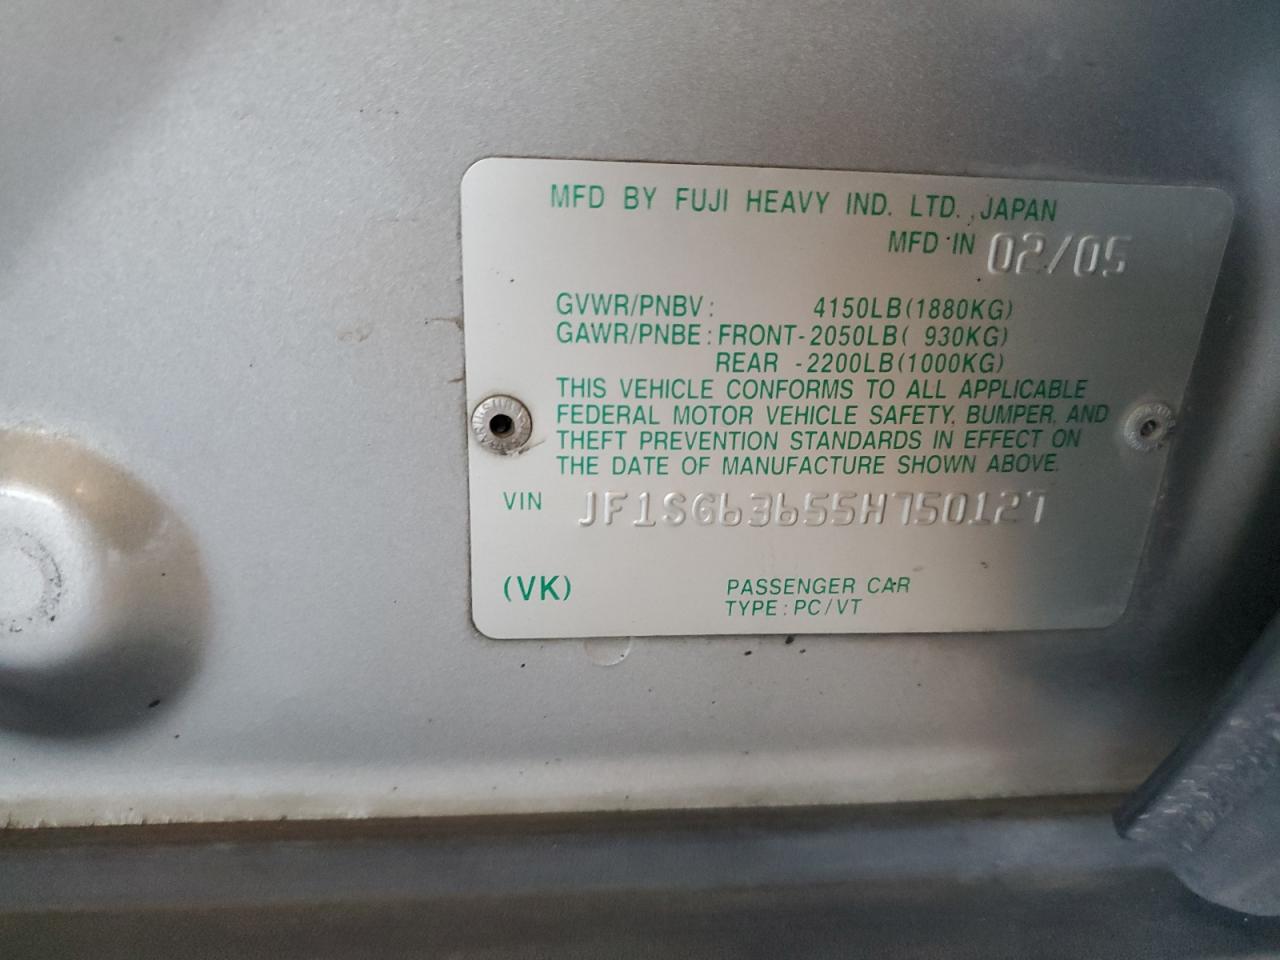 MFD BY FUJI HEAVY IND. LTD., JAPAN
MFD IN 02/05
GVWR/PNBV: 4150LB(1880KG)
GAWR/PNBE: FRONT-2050LB( 930KG)
REAR -2200LB(1000KG)
THIS VEHICLE CONFORMS TO ALL APPLICABLE
FEDERAL MOTOR VEHICLE SAFETY, BUMPER, AND
THEFT PREVENTION STANDARDS IN EFFECT ON
THE DATE OF MANUFACTURE SHOWN ABOVE.
VIN JF1SG63655H750127
(VK)
PASSENGER CAR
TYPE: PC/VT